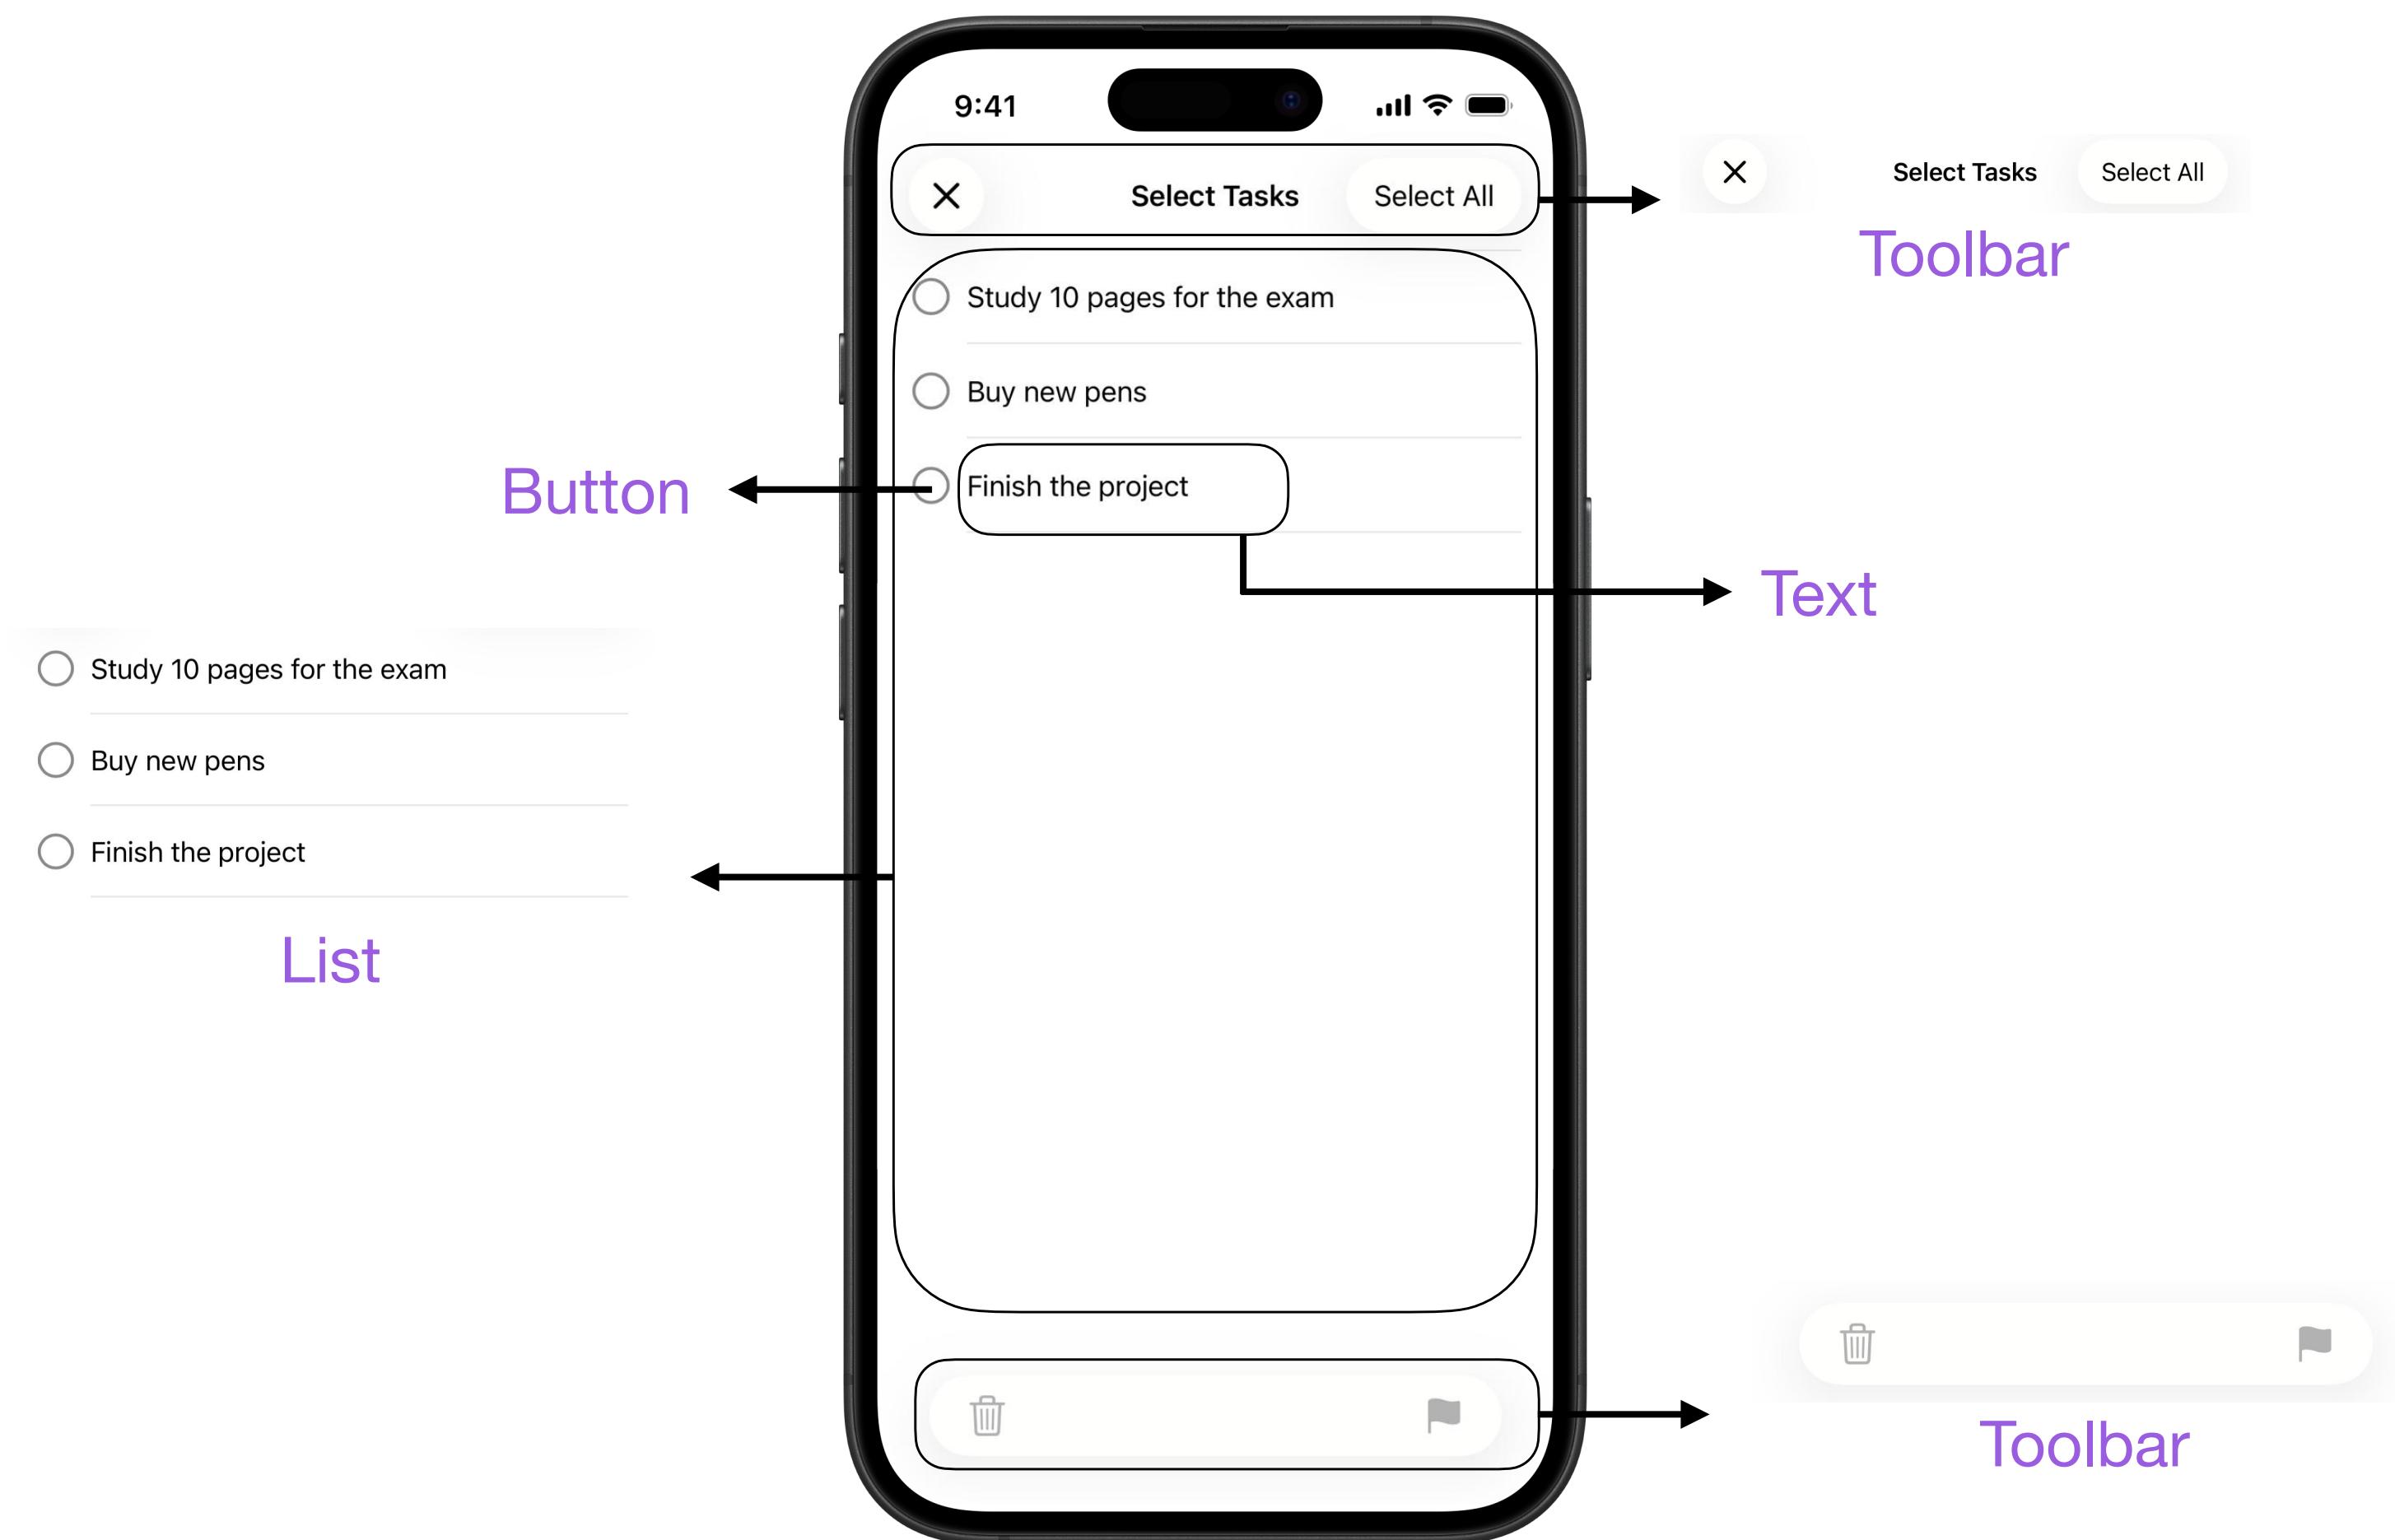 9:41
Select Tasks
Select All
Study 10 pages for the exam
Buy new pens
Finish the project
Select Tasks
Select All
Toolbar
Button
Text
Study 10 pages for the exam
Buy new pens
Finish the project
List
Toolbar